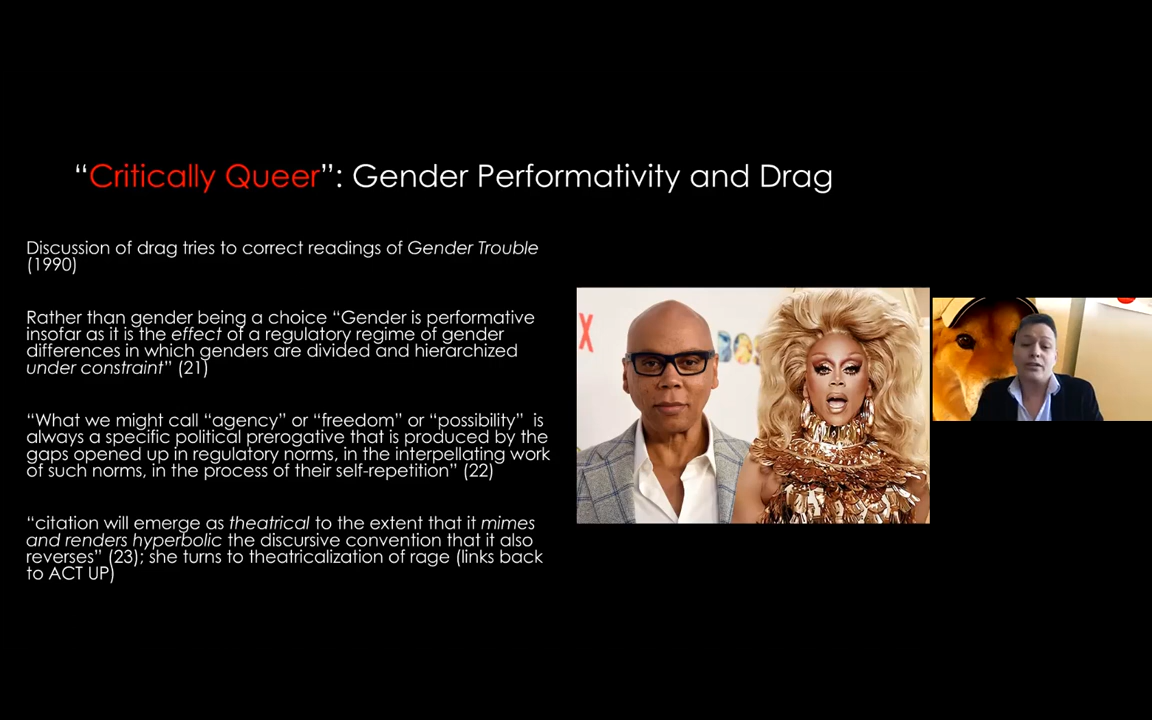 “Critically Queer”: Gender Performativity and Drag
Discussion of drag tries to correct readings of Gender Trouble
(1990)
Rather than gender being a choice “Gender is performative
insofar as it is the effect of a regulatory regime of gender
differences in which genders are divided and hierarchized
under constraint” (21)
“What we might call “agency” or “freedom” or “possibility” is
always a specific political prerogative that is produced by the
gaps opened up in regulatory norms, in the interpellating work
of such norms, in the process of their self-repetition” (22)
“citation will emerge as theatrical to the extent that it mimes
and renders hyperbolic the discursive convention that it also
reverses” (23); she turns to theatricalization of rage (links back
to ACT UP)
X